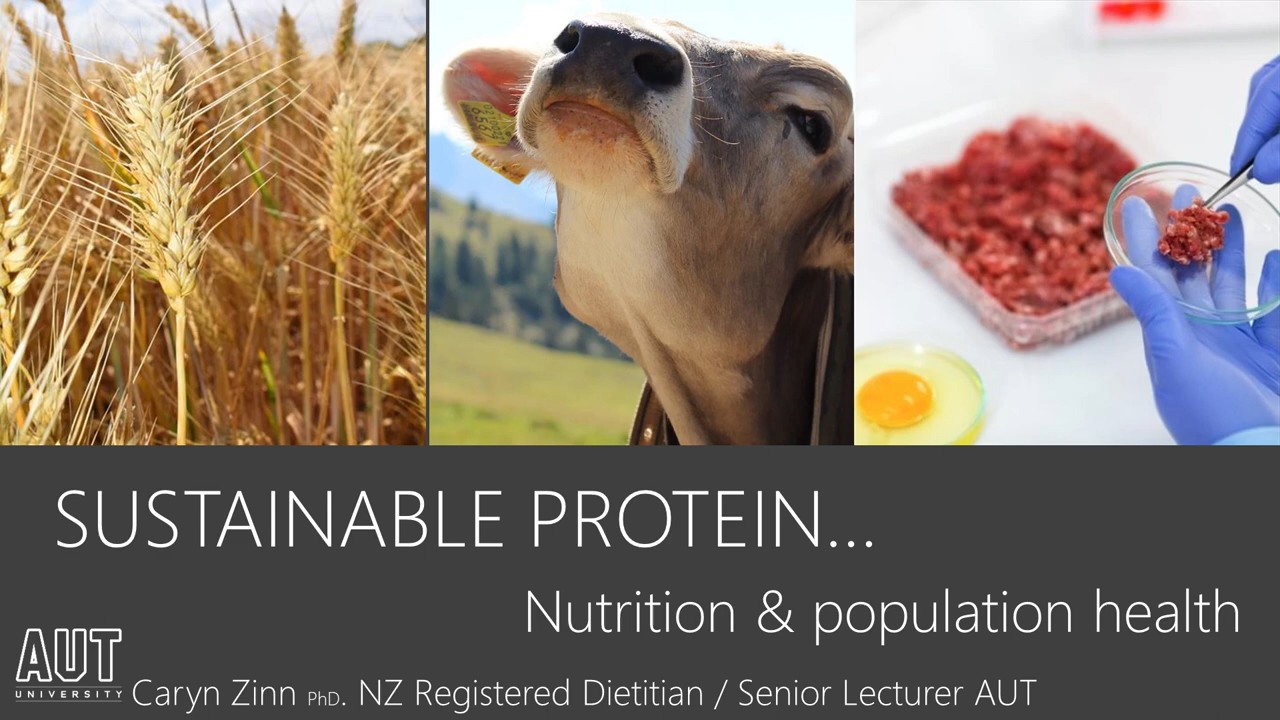 SUSTAINABLE PROTEIN...
Nutrition & population health
AUT
UNIVERSITY
Caryn Zinn PhD. NZ Registered Dietitian / Senior Lecturer AUT